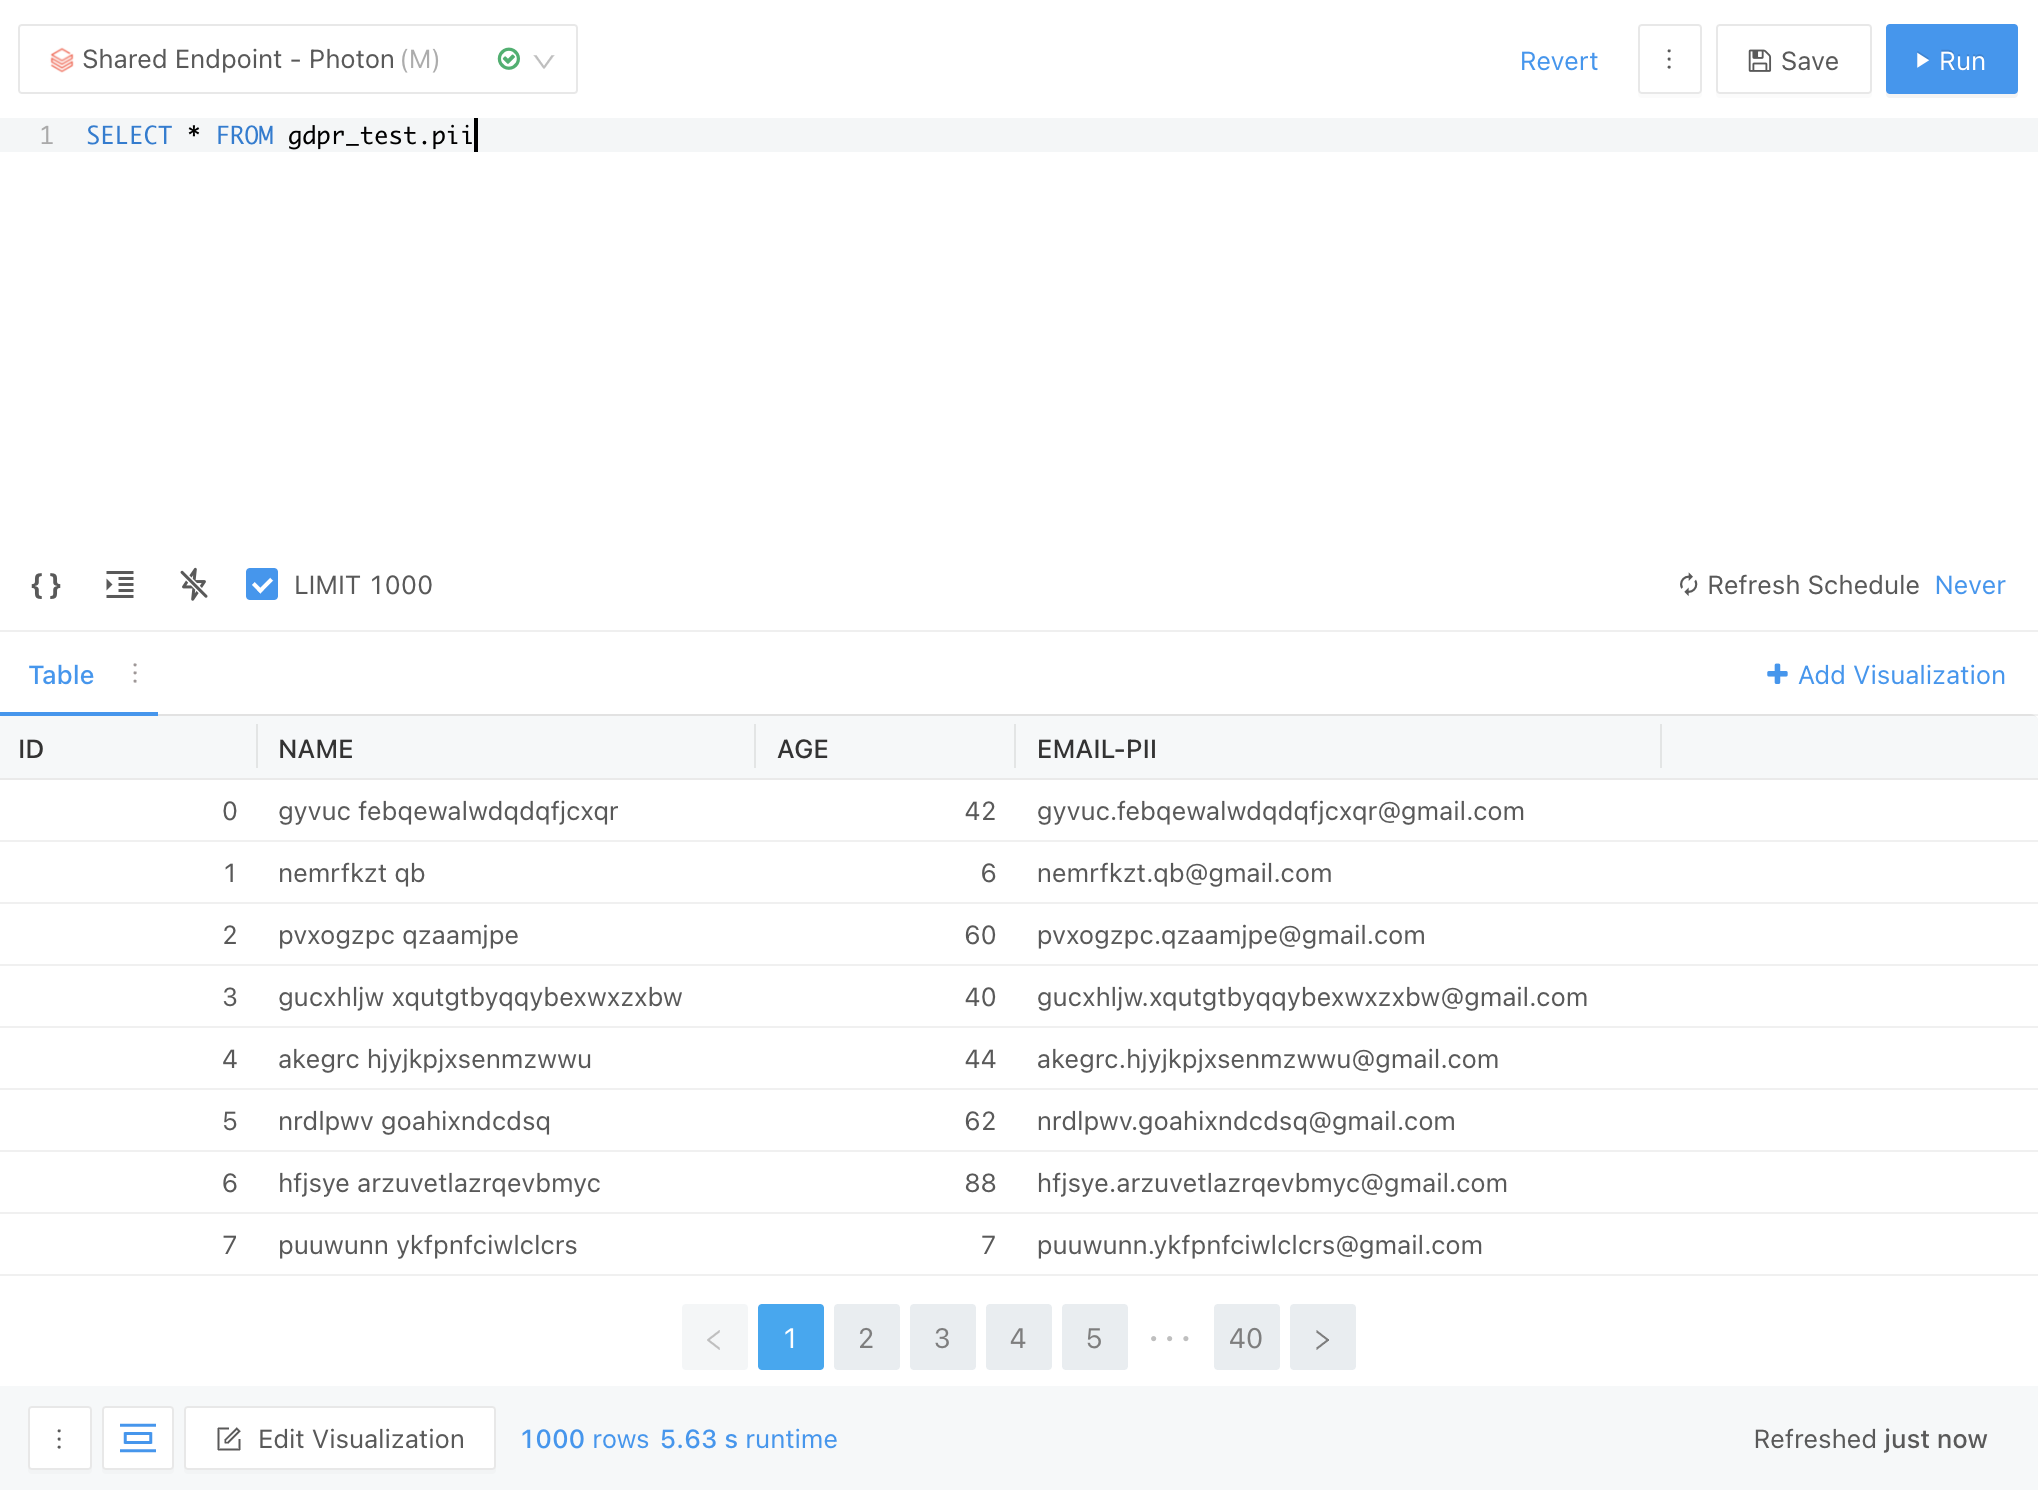 Shared Endpoint - Photon (M)
Revert
Save
Run
1 SELECT * FROM gdpr_test.pii
{ } LIMIT 1000
Refresh Schedule Never
Table
+ Add Visualization
ID NAME AGE EMAIL-PII
0 gyvuc febqewalwdqdqfjcxqr 42 gyvuc.febqewalwdqdqfjcxqr@gmail.com
1 nemrfkzt qb 6 nemrfkzt.qb@gmail.com
2 pvxogzpc qzaamjpe 60 pvxogzpc.qzaamjpe@gmail.com
3 gucxhljw xqutgtbyqqybexwxzxbw 40 gucxhljw.xqutgtbyqqybexwxzxbw@gmail.com
4 akegrc hjyjkpjxsenmzwwu 44 akegrc.hjyjkpjxsenmzwwu@gmail.com
5 nrdlpwv goahixndcdsq 62 nrdlpwv.goahixndcdsq@gmail.com
6 hfjsye arzuvetlazrqevbmyc 88 hfjsye.arzuvetlazrqevbmyc@gmail.com
7 puuwunn ykfpnfciwlclcrs 7 puuwunn.ykfpnfciwlclcrs@gmail.com
< 1 2 3 4 5 ··· 40 >
Edit Visualization
1000 rows 5.63 s runtime
Refreshed just now